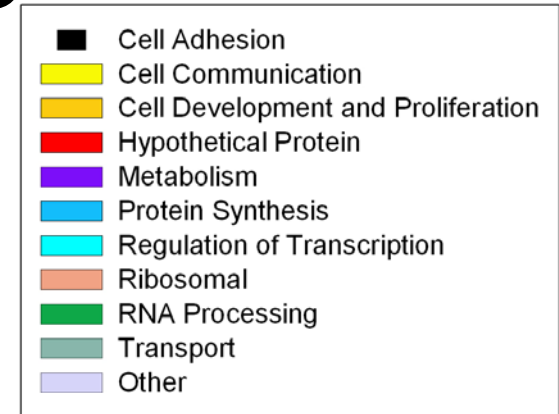 Cell Adhesion
Cell Communication
Cell Development and Proliferation
Hypothetical Protein
Metabolism
Protein Synthesis
Regulation of Transcription
Ribosomal
RNA Processing
Transport
Other